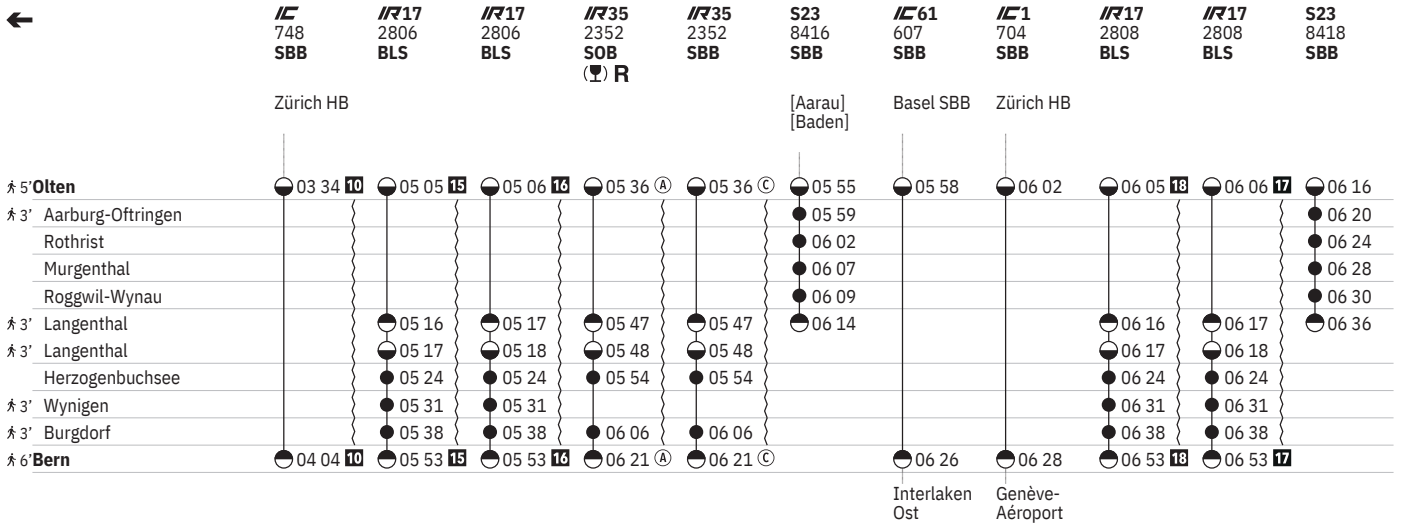 IC IR17 IR17 IR35 IR35 S23 IC61 IC1 IR17 IR17 S23
748 2806 2806 2352 2352 8416 607 704 2808 2808 8418
SBB BLS BLS SOB SBB SBB SBB SBB BLS BLS SBB
R
Zürich HB [Aarau] Basel SBB Zürich HB
[Baden]
5’ Olten 03 34 10 05 05 15 05 06 16 05 36 A 05 36 C 05 55 05 58 06 02 06 05 18 06 06 17 06 16
3’ Aarburg-Oftringen 05 59 06 20
Rothrist 06 02 06 24
Murgenthal 06 07 06 28
Roggwil-Wynau 06 09 06 30
3’ Langenthal 05 16 05 17 05 47 05 47 06 14 06 16 06 17 06 36
3’ Langenthal 05 17 05 18 05 48 05 48 06 17 06 18
Herzogenbuchsee 05 24 05 24 05 54 05 54 06 24 06 24
3’ Wynigen 05 31 05 31 06 31 06 31
3’ Burgdorf 05 38 05 38 06 06 06 06 06 38 06 38
6’ Bern 04 04 10 05 53 15 05 53 16 06 21 A 06 21 C 06 26 06 28 06 53 18 06 53 17
Interlaken Genève-
Ost Aéroport